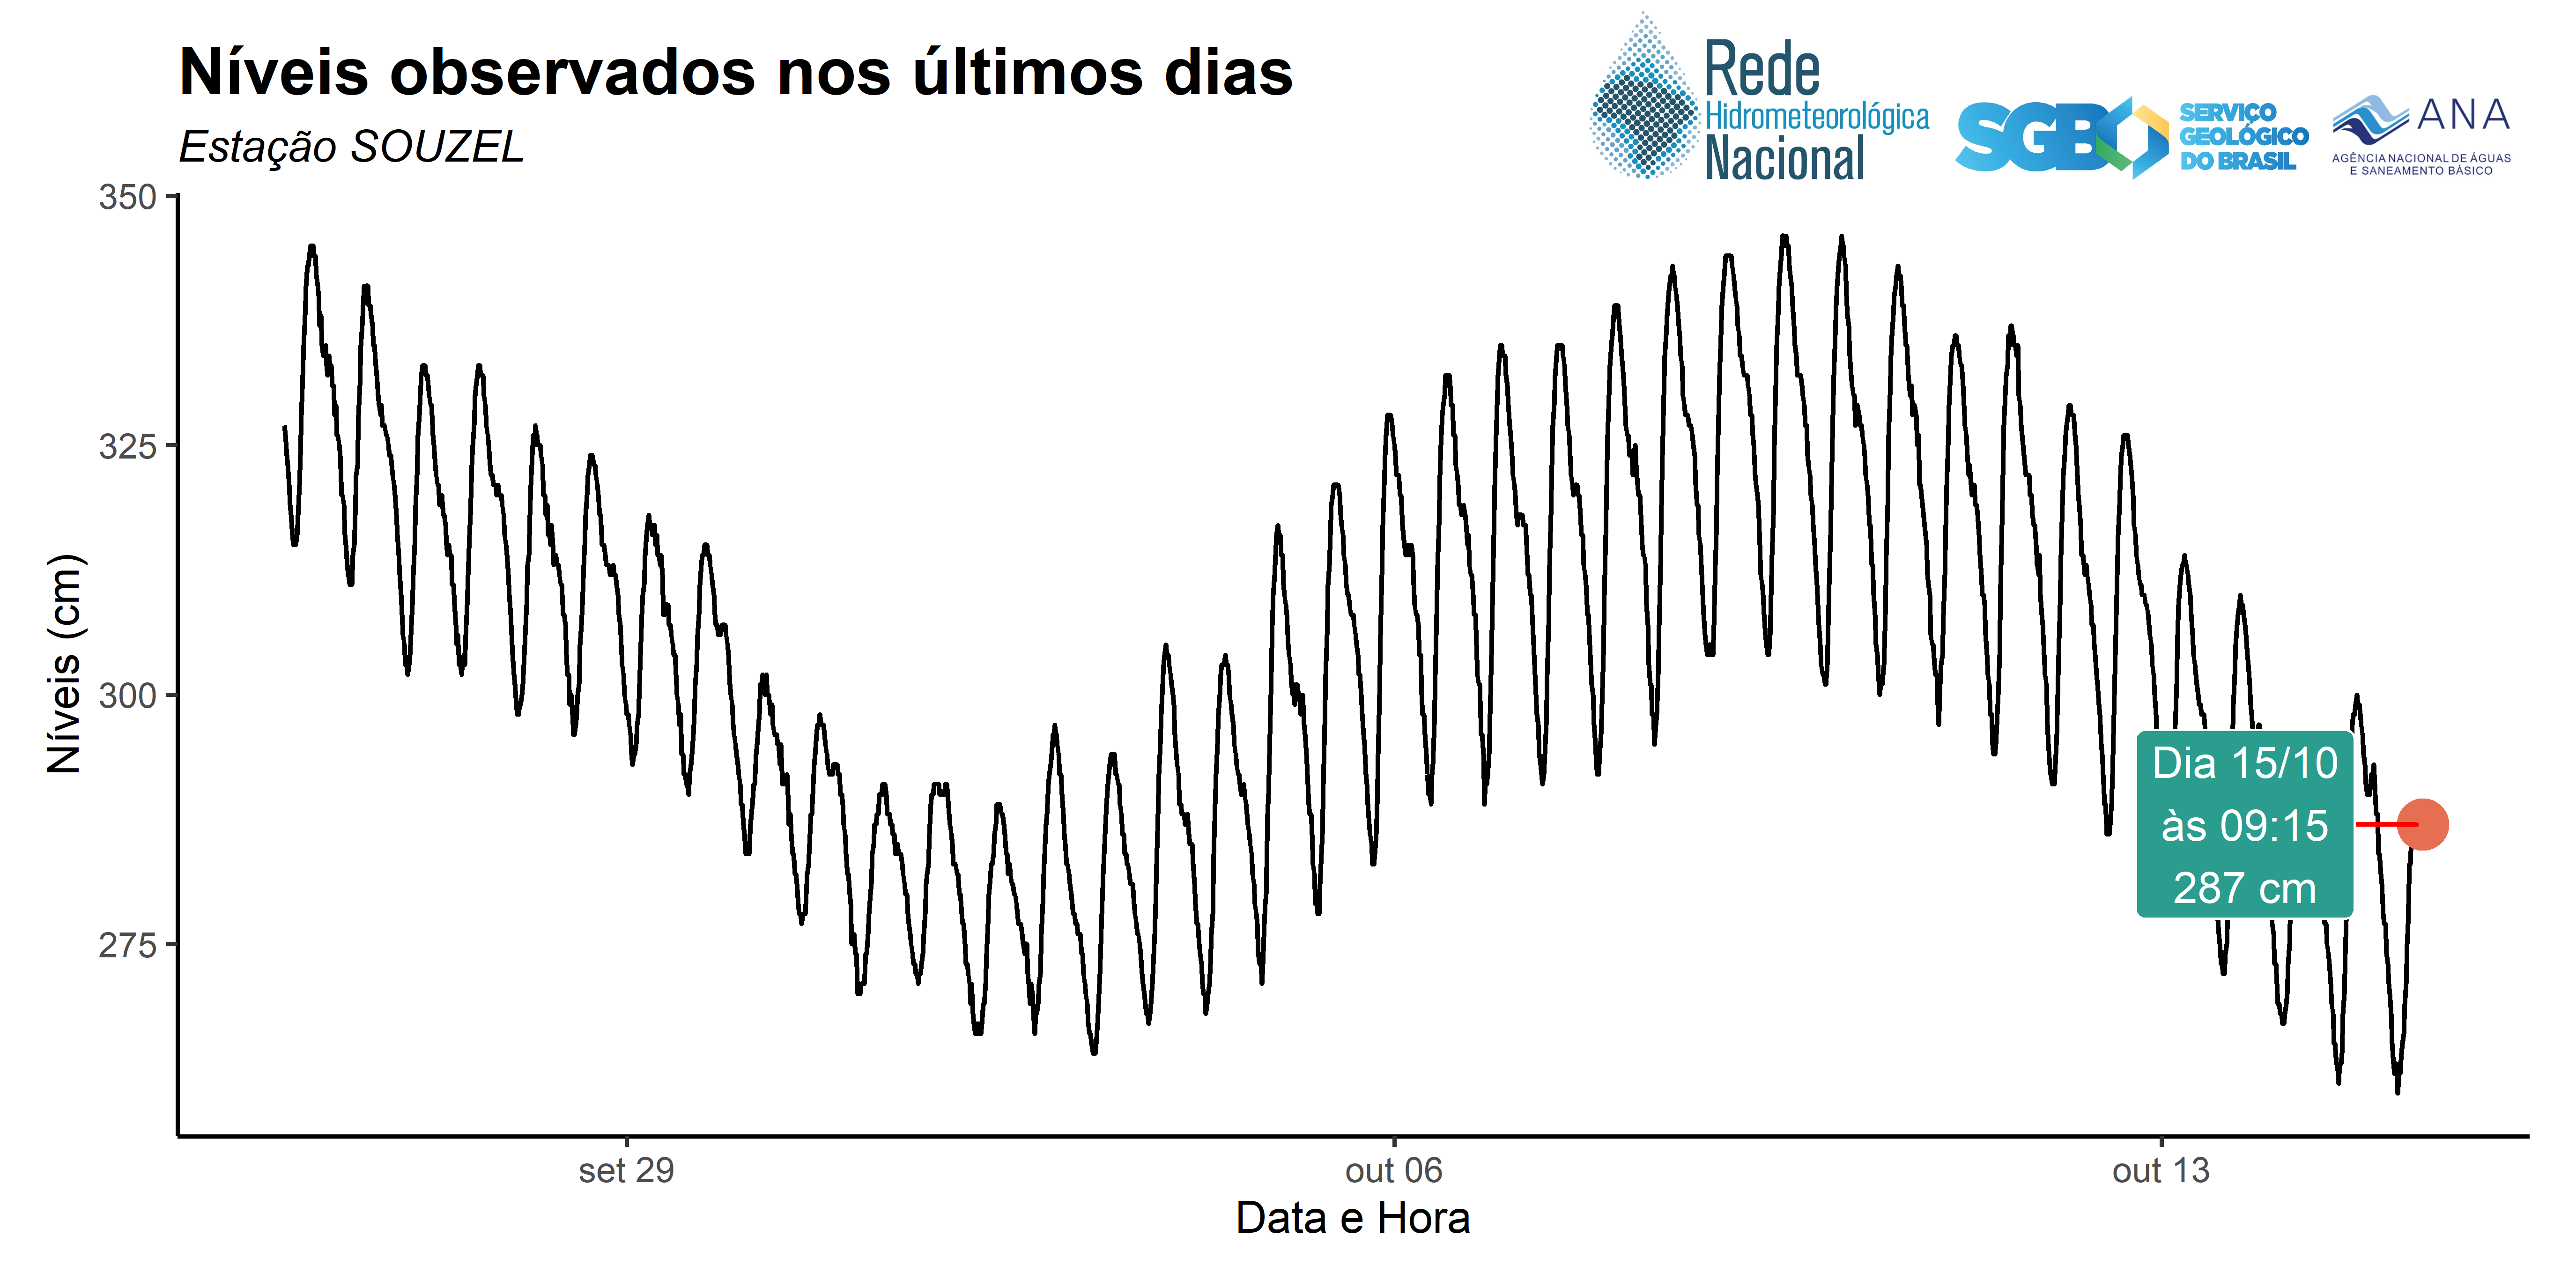 Níveis observados nos últimos dias
Estação SOUZEL
Rede
Hidrometeorológica
Nacional
SGB
SERVIÇO
GEOLÓGICO
DO BRASIL
ANA
AGÊNCIA NACIONAL DE ÁGUAS
E SANEAMENTO BÁSICO
350
325
300
275
Níveis (cm)
Dia 15/10
às 09:15
287 cm
set 29
out 06
out 13
Data e Hora